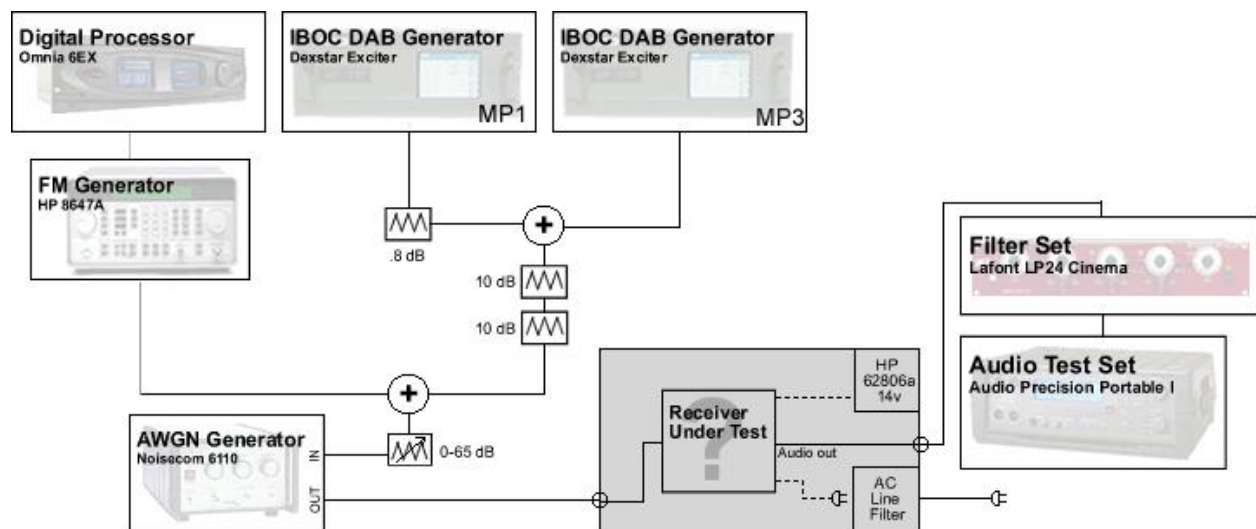 Digital Processor
Omnia 6EX
IBOC DAB Generator
Dexstar Exciter
MP1
IBOC DAB Generator
Dexstar Exciter
MP3
FM Generator
HP 8647A
.8 dB
10 dB
10 dB
Filter Set
Lafont LP24 Cinema
Audio Test Set
Audio Precision Portable I
HP
62806a
14v
Receiver
Under Test
?
Audio out
AWGN Generator
Noisecom 6110
IN
OUT
0-65 dB
AC
Line
Filter